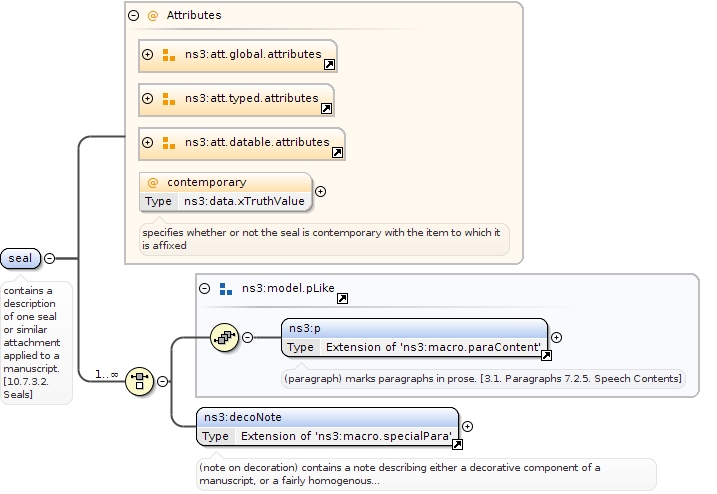 Attributes
ns3:att.global.attributes
ns3:att.typed.attributes
ns3:att.datable.attributes
contemporary
Type ns3:data.xTruthValue
specifies whether or not the seal is contemporary with the item to which it
is affixed
seal
contains a
description
of one seal
or similar
attachment
applied to a
manuscript.
[10.7.3.2.
Seals]
1..∞
ns3:model.pLike
ns3:p
Type Extension of 'ns3:macro.paraContent'
(paragraph) marks paragraphs in prose. [3.1. Paragraphs 7.2.5. Speech Contents]
ns3:decoNote
Type Extension of 'ns3:macro.specialPara'
(note on decoration) contains a note describing either a decorative component of a
manuscript, or a fairly homogenous...